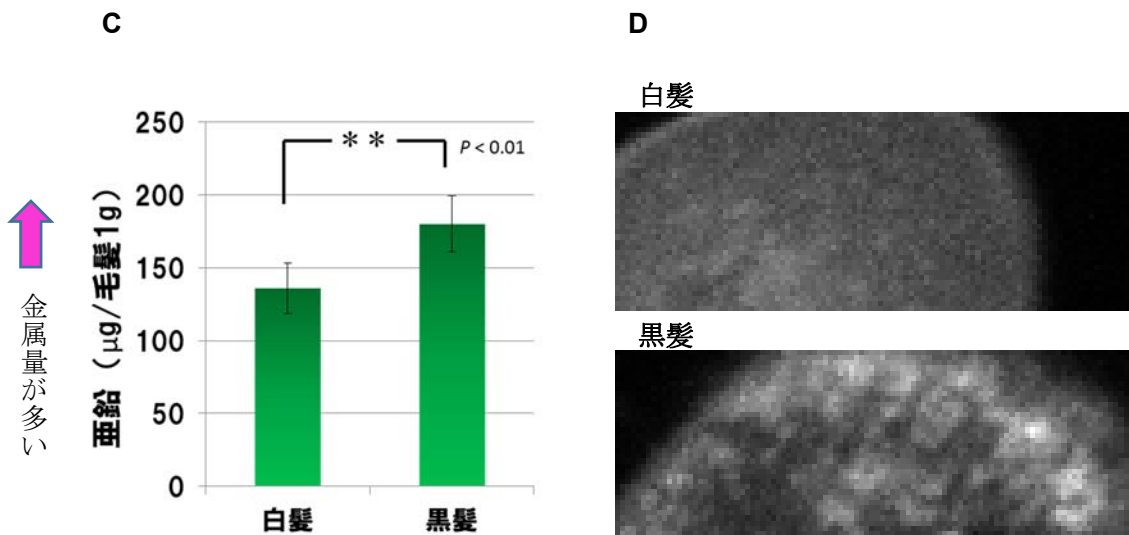 C
D
白髪
250
200
150
100
50
0
＊＊
P < 0.01
亜鉛（μg/毛髪1g）
金属量が多い
白髪
黒髪
黒髪